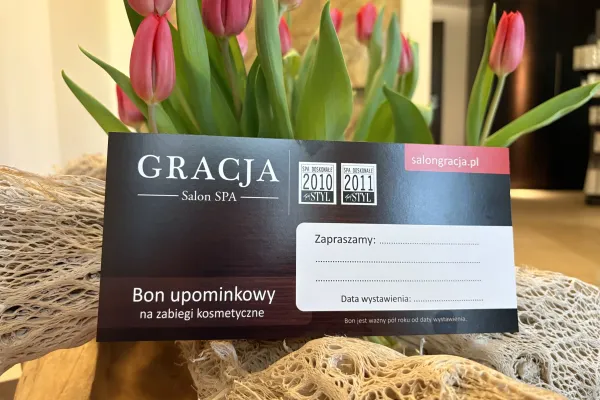 GRACJA
Salon SPA
SPA DOSKONAŁE
2010
STYL
SPA DOSKONAŁE
2011
STYL
salongracja.pl
Zapraszamy: ..........................
Data wystawienia: ..................
Bon upominkowy
na zabiegi kosmetyczne
Bon jest ważny pół roku od daty wystawienia.